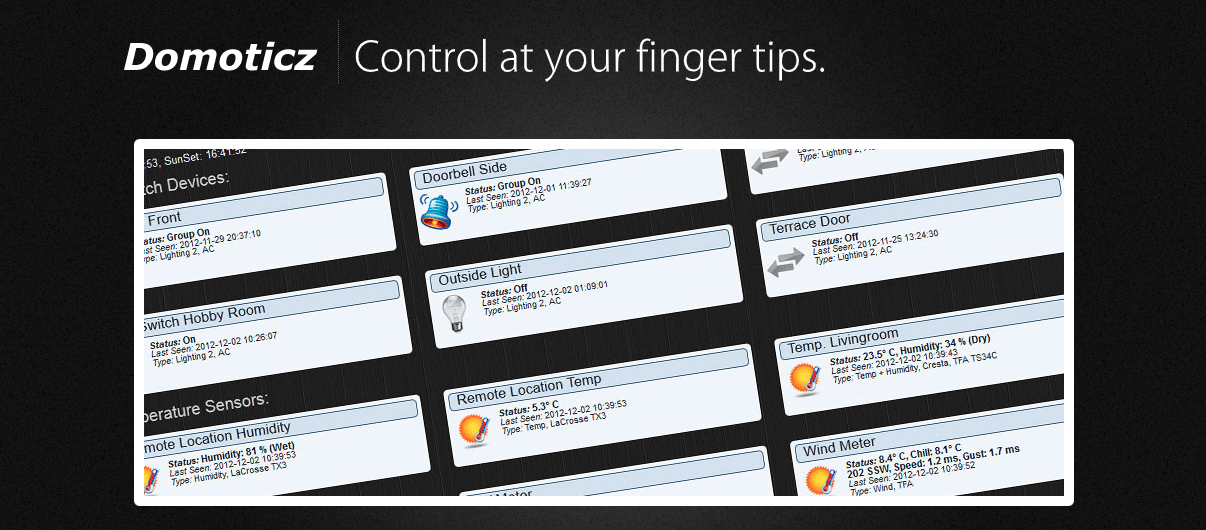 Domoticz
Control at your finger tips.
:53, SunSet: 16:41:52
tch Devices:
Front
atus: Group On
ast Seen: 2012-11-29 20:37:10
ype: Lighting 2, AC
Doorbell Side
Status: Group On
Last Seen: 2012-12-01 11:39:27
Type: Lighting 2, AC
Type: Lighting 2,
Switch Hobby Room
Status: On
Last Seen: 2012-12-02 10:26:07
Type: Lighting 2, AC
Outside Light
Status: Off
Last Seen: 2012-12-02 01:09:01
Type: Lighting 2, AC
Terrace Door
Status: Off
Last Seen: 2012-11-25 13:24:30
Type: Lighting 2, AC
perature Sensors:
mote Location Humidity
Status: Humidity: 81 % (Wet)
Last Seen: 2012-12-02 10:39:53
Type: Humidity, LaCrosse TX3
Remote Location Temp
Status: 5.3° C
Last Seen: 2012-12-02 10:39:53
Type: Temp, LaCrosse TX3
Temp. Livingroom
Status: 23.5° C, Humidity: 34 % (Dry)
Last Seen: 2012-12-02 10:39:43
Type: Temp + Humidity, Cresta, TFA TS34C
Meter
Wind Meter
Status: 8.4° C, Chill: 8.1° C
202 SSW, Speed: 1.2 ms, Gust: 1.7 ms
Last Seen: 2012-12-02 10:39:52
Type: Wind, TFA